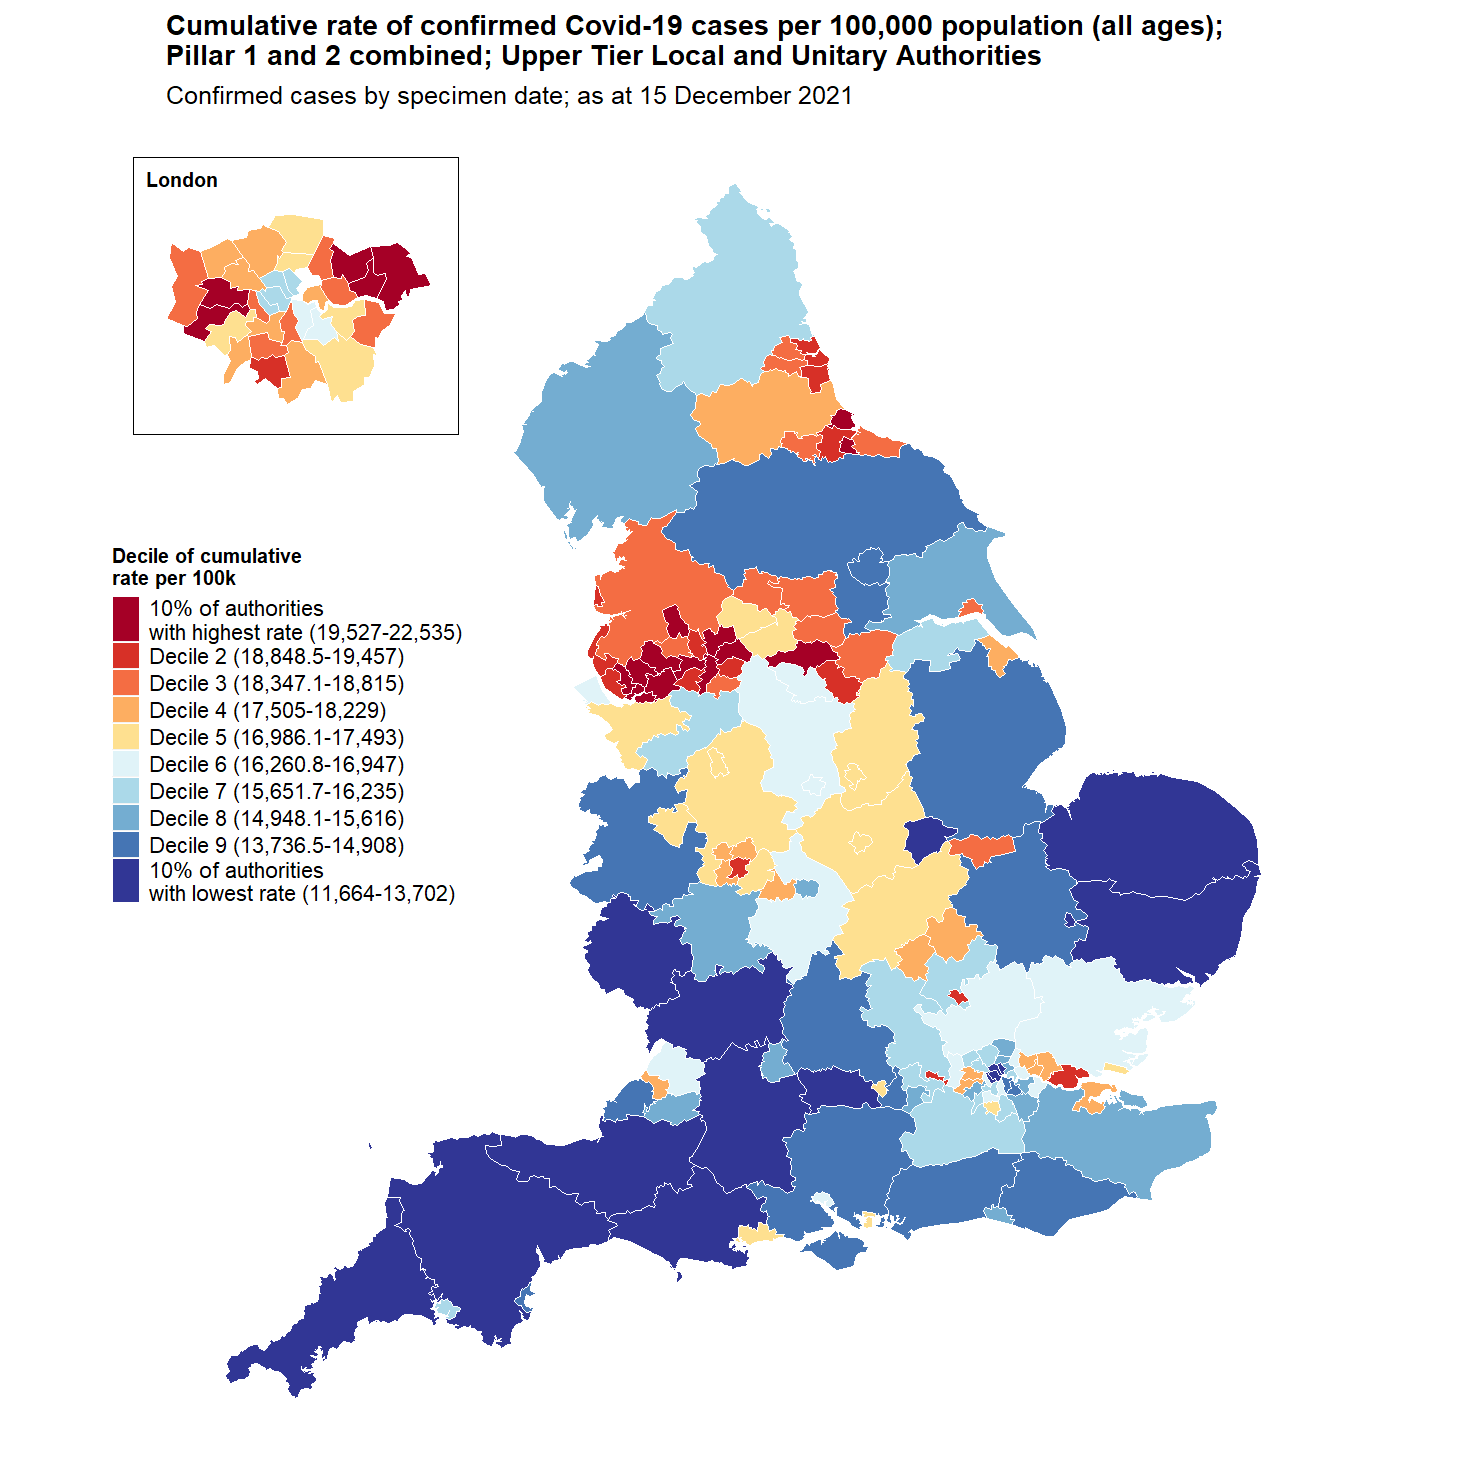 Cumulative rate of confirmed Covid-19 cases per 100,000 population (all ages);
Pillar 1 and 2 combined; Upper Tier Local and Unitary Authorities
Confirmed cases by specimen date; as at 15 December 2021
London
Decile of cumulative
rate per 100k
10% of authorities
with highest rate (19,527-22,535)
Decile 2 (18,848.5-19,457)
Decile 3 (18,347.1-18,815)
Decile 4 (17,505-18,229)
Decile 5 (16,986.1-17,493)
Decile 6 (16,260.8-16,947)
Decile 7 (15,651.7-16,235)
Decile 8 (14,948.1-15,616)
Decile 9 (13,736.5-14,908)
10% of authorities
with lowest rate (11,664-13,702)